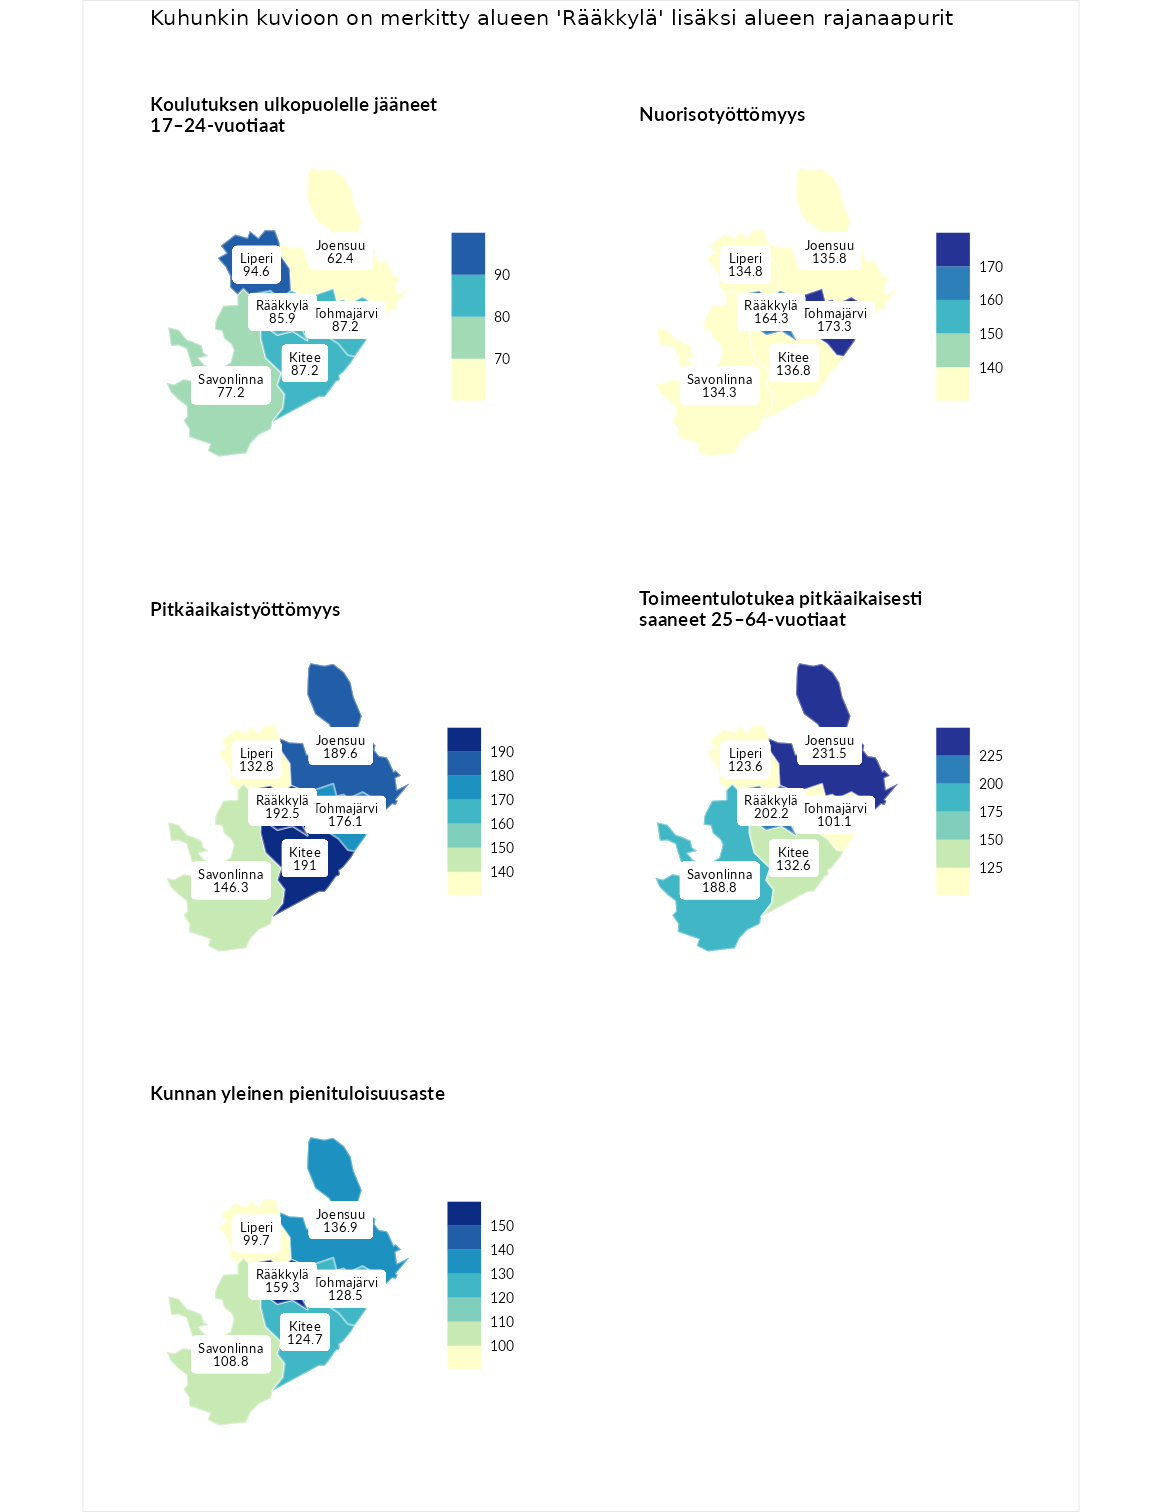 Kuhunkin kuvioon on merkitty alueen 'Rääkkylä' lisäksi alueen rajanaapurit
Koulutuksen ulkopuolelle jääneet
17–24-vuotiaat
Joensuu
62.4
Liperi
94.6
Rääkkylä
85.9
Tohmajärvi
87.2
Kitee
87.2
Savonlinna
77.2
90
80
70
Nuorisotyöttömyys
Joensuu
135.8
Liperi
134.8
Rääkkylä
164.3
Tohmajärvi
173.3
Kitee
136.8
Savonlinna
134.3
170
160
150
140
Pitkäaikaistyöttömyys
Joensuu
189.6
Liperi
132.8
Rääkkylä
192.5
Tohmajärvi
176.1
Kitee
191
Savonlinna
146.3
190
180
170
160
150
140
Toimeentulotukea pitkäaikaisesti
saaneet 25–64-vuotiaat
Joensuu
231.5
Liperi
123.6
Rääkkylä
202.2
Tohmajärvi
101.1
Kitee
132.6
Savonlinna
188.8
225
200
175
150
125
Kunnan yleinen pienituloisuusaste
Joensuu
136.9
Liperi
99.7
Rääkkylä
159.3
Tohmajärvi
128.5
Kitee
124.7
Savonlinna
108.8
150
140
130
120
110
100